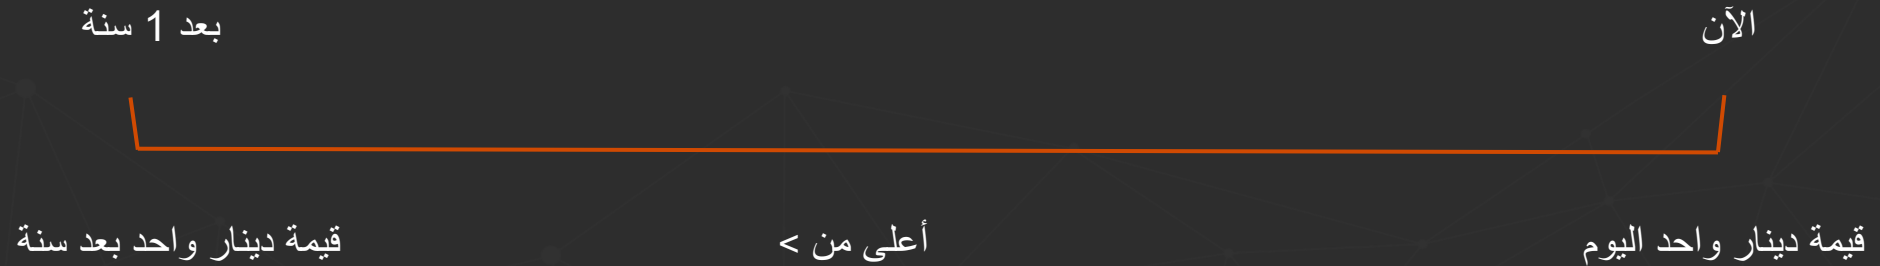 الآن
بعد 1 سنة
قيمة دينار واحد اليوم
أعلى من >
قيمة دينار واحد بعد سنة